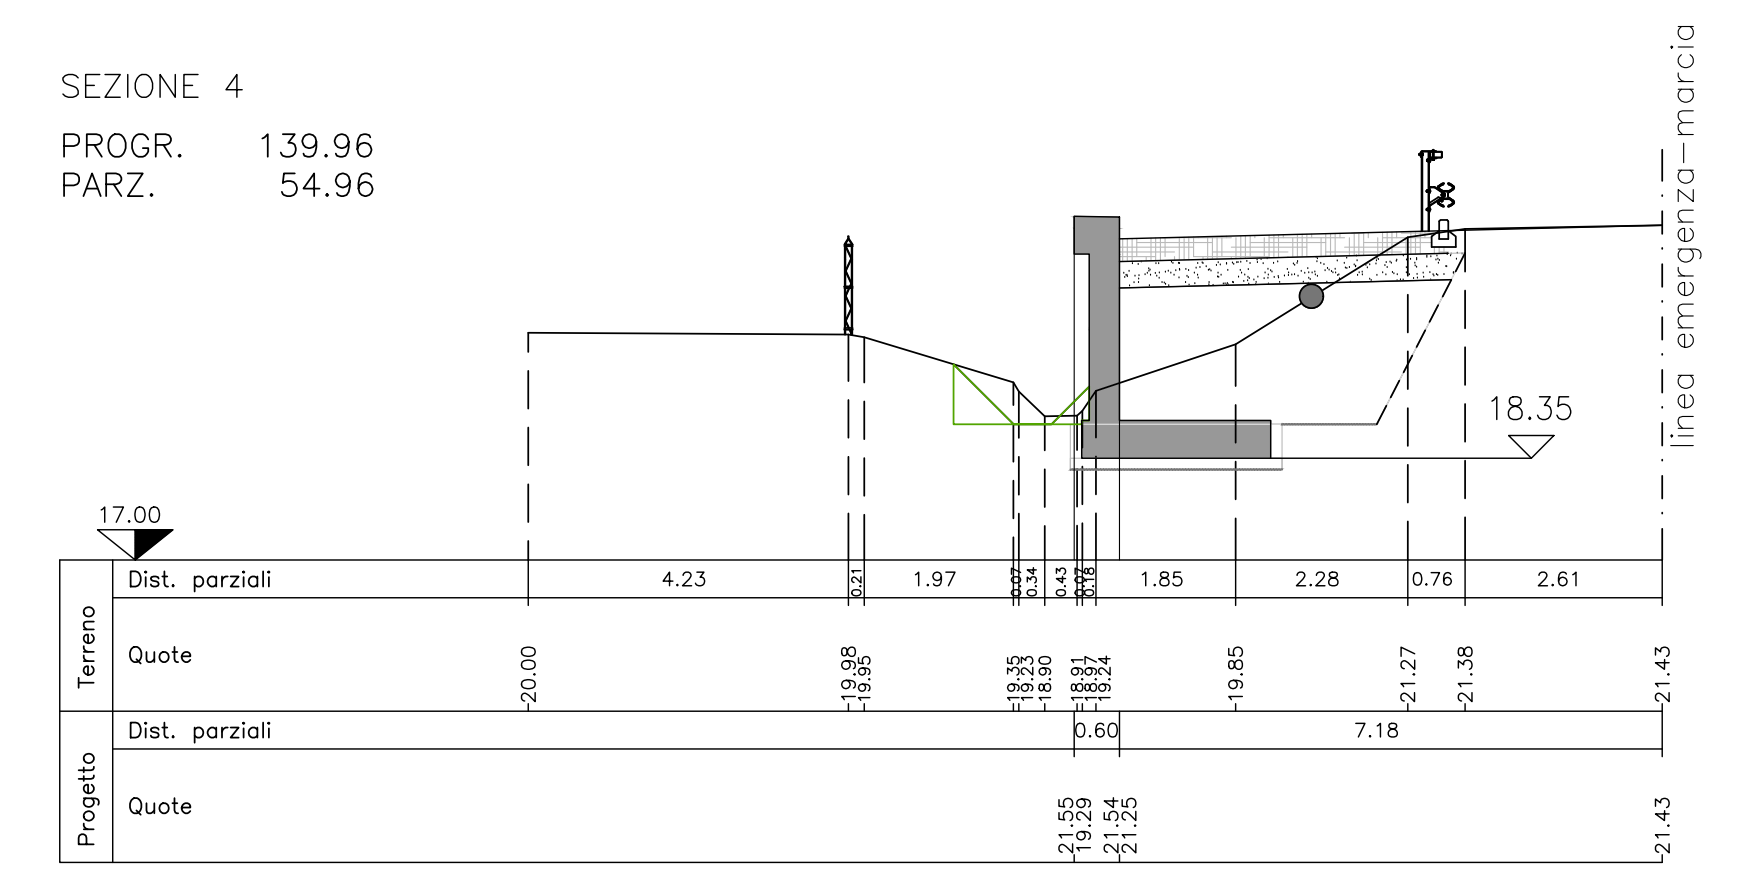 SEZIONE 4
PROGR. 139.96
PARZ. 54.96
linea emergenza-marcia
18.35
17.00
Terreno
Dist. parziali 4.23 0.21 1.97 0.07 0.34 0.43 0.07 0.18 1.85 2.28 0.76 2.61
Quote 20.00 19.98 19.95 19.35 19.23 18.90 18.91 18.97 19.24 19.85 21.27 21.38 21.43
Progetto
Dist. parziali 0.60 7.18
Quote 21.55 19.29 21.54 21.25 21.43